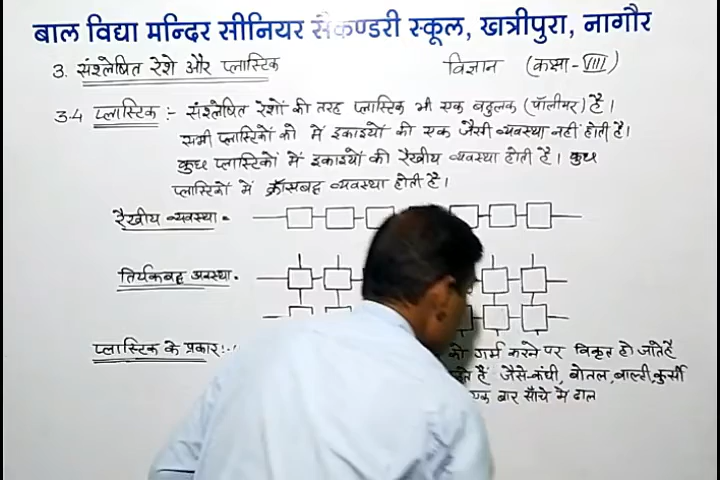 बाल विद्या मन्दिर सीनियर सैकण्डरी स्कूल, खत्रीपुरा, नागौर
3. संश्लेषित रेशे और प्लास्टिक विज्ञान (कक्षा-VIII)
3.4 प्लास्टिक :- संश्लेषित रेशों की तरह प्लास्टिक भी एक बहुलक (पॉलीमर) है।
सभी प्लास्टिकों की में इकाइयों की एक जैसी व्यवस्था नहीं होती है।
कुछ प्लास्टिकों में इकाइयों की रैखीय व्यवस्था होती है। कुछ
प्लास्टिकों में क्रॉसबद्ध व्यवस्था होती है।
रैखीय व्यवस्था -
तिर्यकबद्ध व्यवस्था -
प्लास्टिक के प्रकार :- को गर्म करने पर विकृत हो जाते हैं
हैं जैसे-कंघी, बोतल, बाल्टी, कुर्सी
एक बार साँचे में ढाल